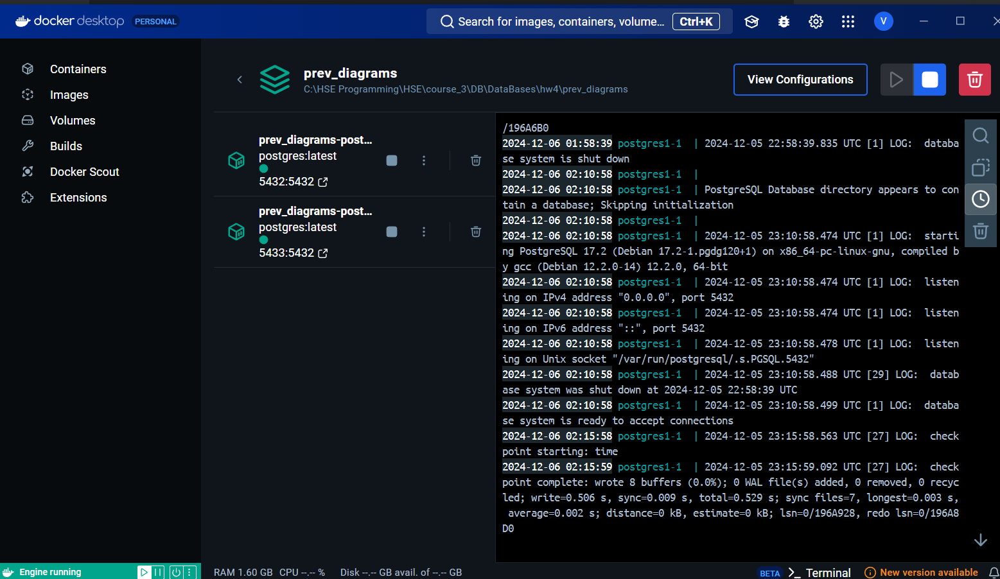 docker desktop PERSONAL
Search for images, containers, volume... Ctrl+K
V
Containers
Images
Volumes
Builds
Docker Scout
Extensions
prev_diagrams
C:\HSE Programming\HSE\course_3\DB\DataBases\hw4\prev_diagrams
View Configurations
prev_diagrams-post...
postgres:latest
5432:5432
prev_diagrams-post...
postgres:latest
5433:5432
/196A6B0
2024-12-06 01:58:39 postgres1-1  | 2024-12-05 22:58:39.835 UTC [1] LOG:  databa
se system is shut down
2024-12-06 02:10:58 postgres1-1  |
2024-12-06 02:10:58 postgres1-1  | PostgreSQL Database directory appears to con
tain a database; Skipping initialization
2024-12-06 02:10:58 postgres1-1  |
2024-12-06 02:10:58 postgres1-1  | 2024-12-05 23:10:58.474 UTC [1] LOG:  starti
ng PostgreSQL 17.2 (Debian 17.2-1.pgdg120+1) on x86_64-pc-linux-gnu, compiled b
y gcc (Debian 12.2.0-14) 12.2.0, 64-bit
2024-12-06 02:10:58 postgres1-1  | 2024-12-05 23:10:58.474 UTC [1] LOG:  listen
ing on IPv4 address "0.0.0.0", port 5432
2024-12-06 02:10:58 postgres1-1  | 2024-12-05 23:10:58.474 UTC [1] LOG:  listen
ing on IPv6 address "::", port 5432
2024-12-06 02:10:58 postgres1-1  | 2024-12-05 23:10:58.478 UTC [1] LOG:  listen
ing on Unix socket "/var/run/postgresql/.s.PGSQL.5432"
2024-12-06 02:10:58 postgres1-1  | 2024-12-05 23:10:58.488 UTC [29] LOG:  datab
ase system was shut down at 2024-12-05 22:58:39 UTC
2024-12-06 02:10:58 postgres1-1  | 2024-12-05 23:10:58.499 UTC [1] LOG:  databa
se system is ready to accept connections
2024-12-06 02:15:58 postgres1-1  | 2024-12-05 23:15:58.563 UTC [27] LOG:  check
point starting: time
2024-12-06 02:15:59 postgres1-1  | 2024-12-05 23:15:59.092 UTC [27] LOG:  check
point complete: wrote 8 buffers (0.0%); 0 WAL file(s) added, 0 removed, 0 recyc
led; write=0.506 s, sync=0.009 s, total=0.529 s; sync files=7, longest=0.003 s,
 average=0.002 s; distance=0 kB, estimate=0 kB; lsn=0/196A928, redo lsn=0/196A8
D0
Engine running
RAM 1.60 GB CPU --.-- % Disk --.-- GB avail. of --.-- GB
BETA >_ Terminal New version available